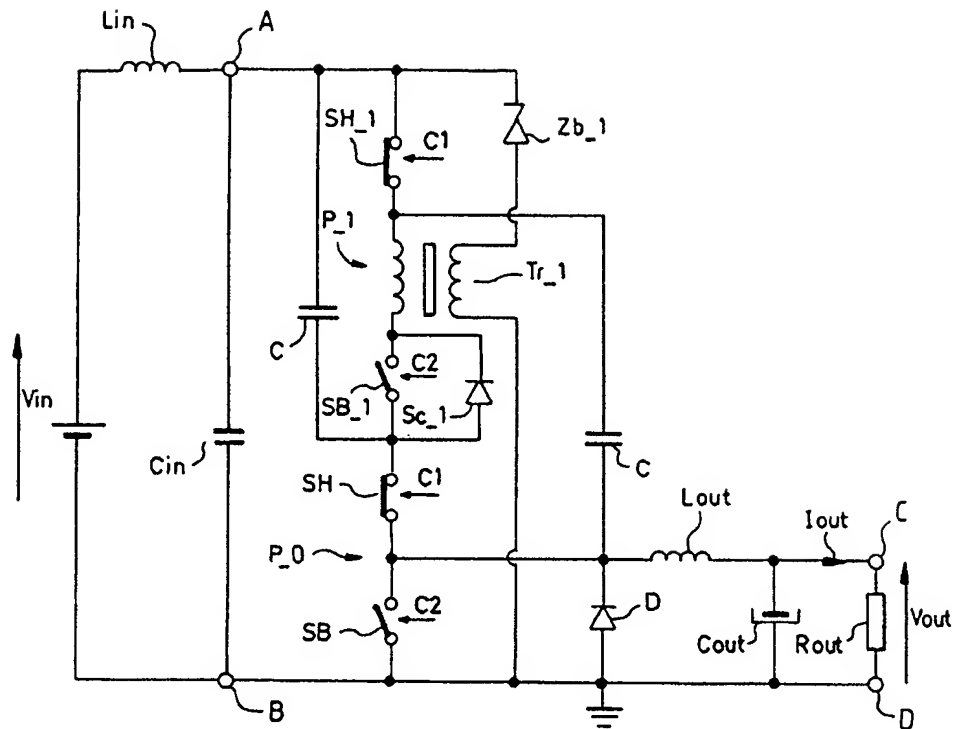 Lin
A
SH_1
C1
Zb_1
P_1
Tr_1
C
C2
SB_1
Sc_1
Vin
Cin
C
SH
C1
Lout
Iout
C
P_0
C2
D
SB
Cout
Rout
Vout
B
D